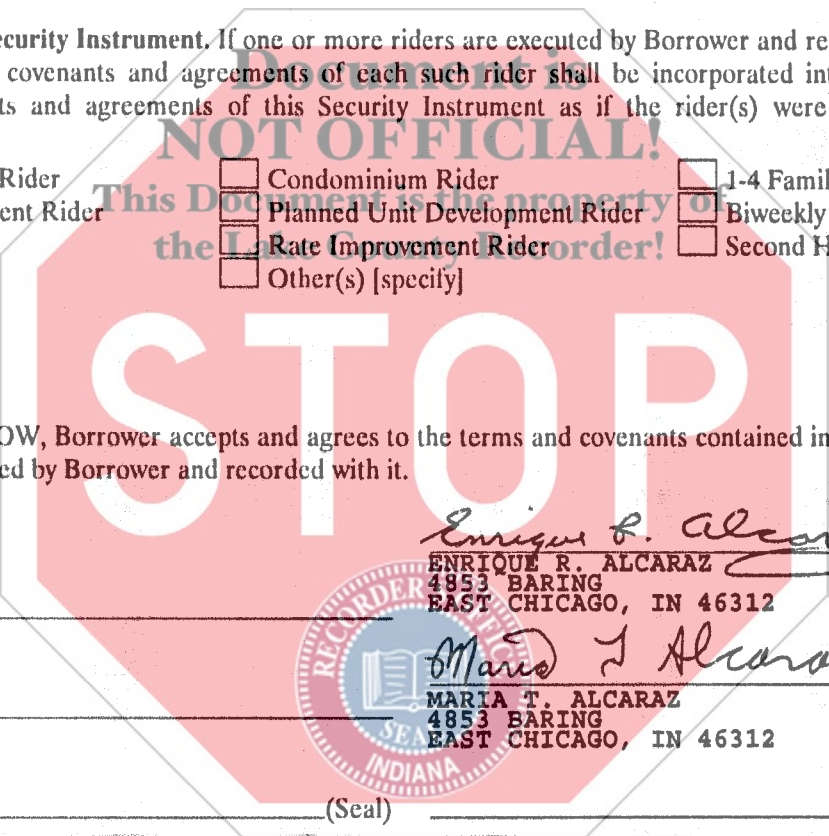 ecurity Instrument. If one or more riders are executed by Borrower and re
covenants and agreements of each such rider shall be incorporated int
ts and agreements of this Security Instrument as if the rider(s) were
Document is
NOT OFFICIAL!
This Document is the property of
the Lake County Recorder!
Rider
Condominium Rider
1-4 Famil
ent Rider
Planned Unit Development Rider
Biweekly
Rate Improvement Rider
Second H
Other(s) [specify]
STOP
OW, Borrower accepts and agrees to the terms and covenants contained in
ed by Borrower and recorded with it.
Enrique R. Alcar
ENRIQUE R. ALCARAZ
4853 BARING
EAST CHICAGO, IN 46312
Maria T Alcara
MARIA T. ALCARAZ
4853 BARING
EAST CHICAGO, IN 46312
RECORDER'S OFFICE
SEAL
INDIANA
(Seal)